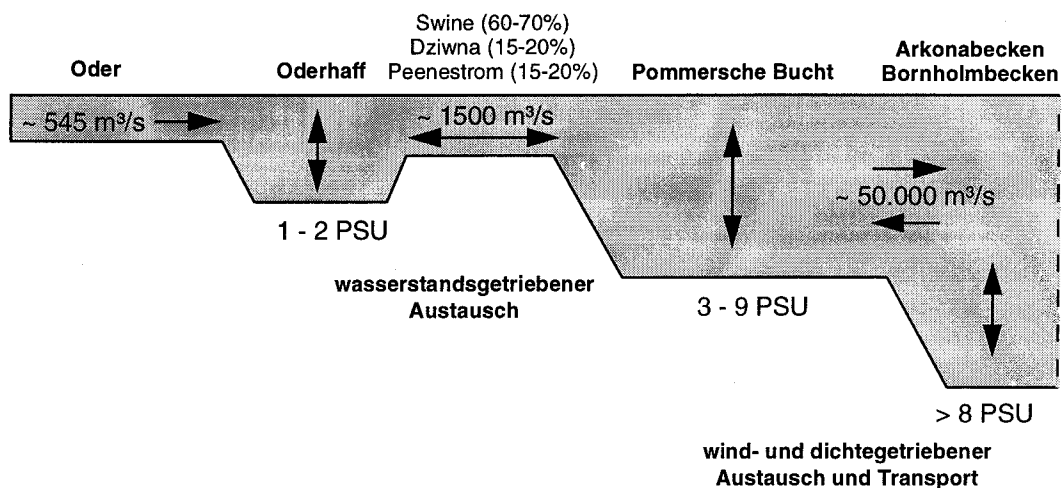 Swine (60-70%)
Dziwna (15-20%)
Peenestrom (15-20%)
Oder
Oderhaff
Pommersche Bucht
Arkonabecken
Bornholmbecken
~ 545 m³/s
~ 1500 m³/s
~ 50.000 m³/s
1 - 2 PSU
wasserstandsgetriebener
Austausch
3 - 9 PSU
> 8 PSU
wind- und dichtegetriebener
Austausch und Transport